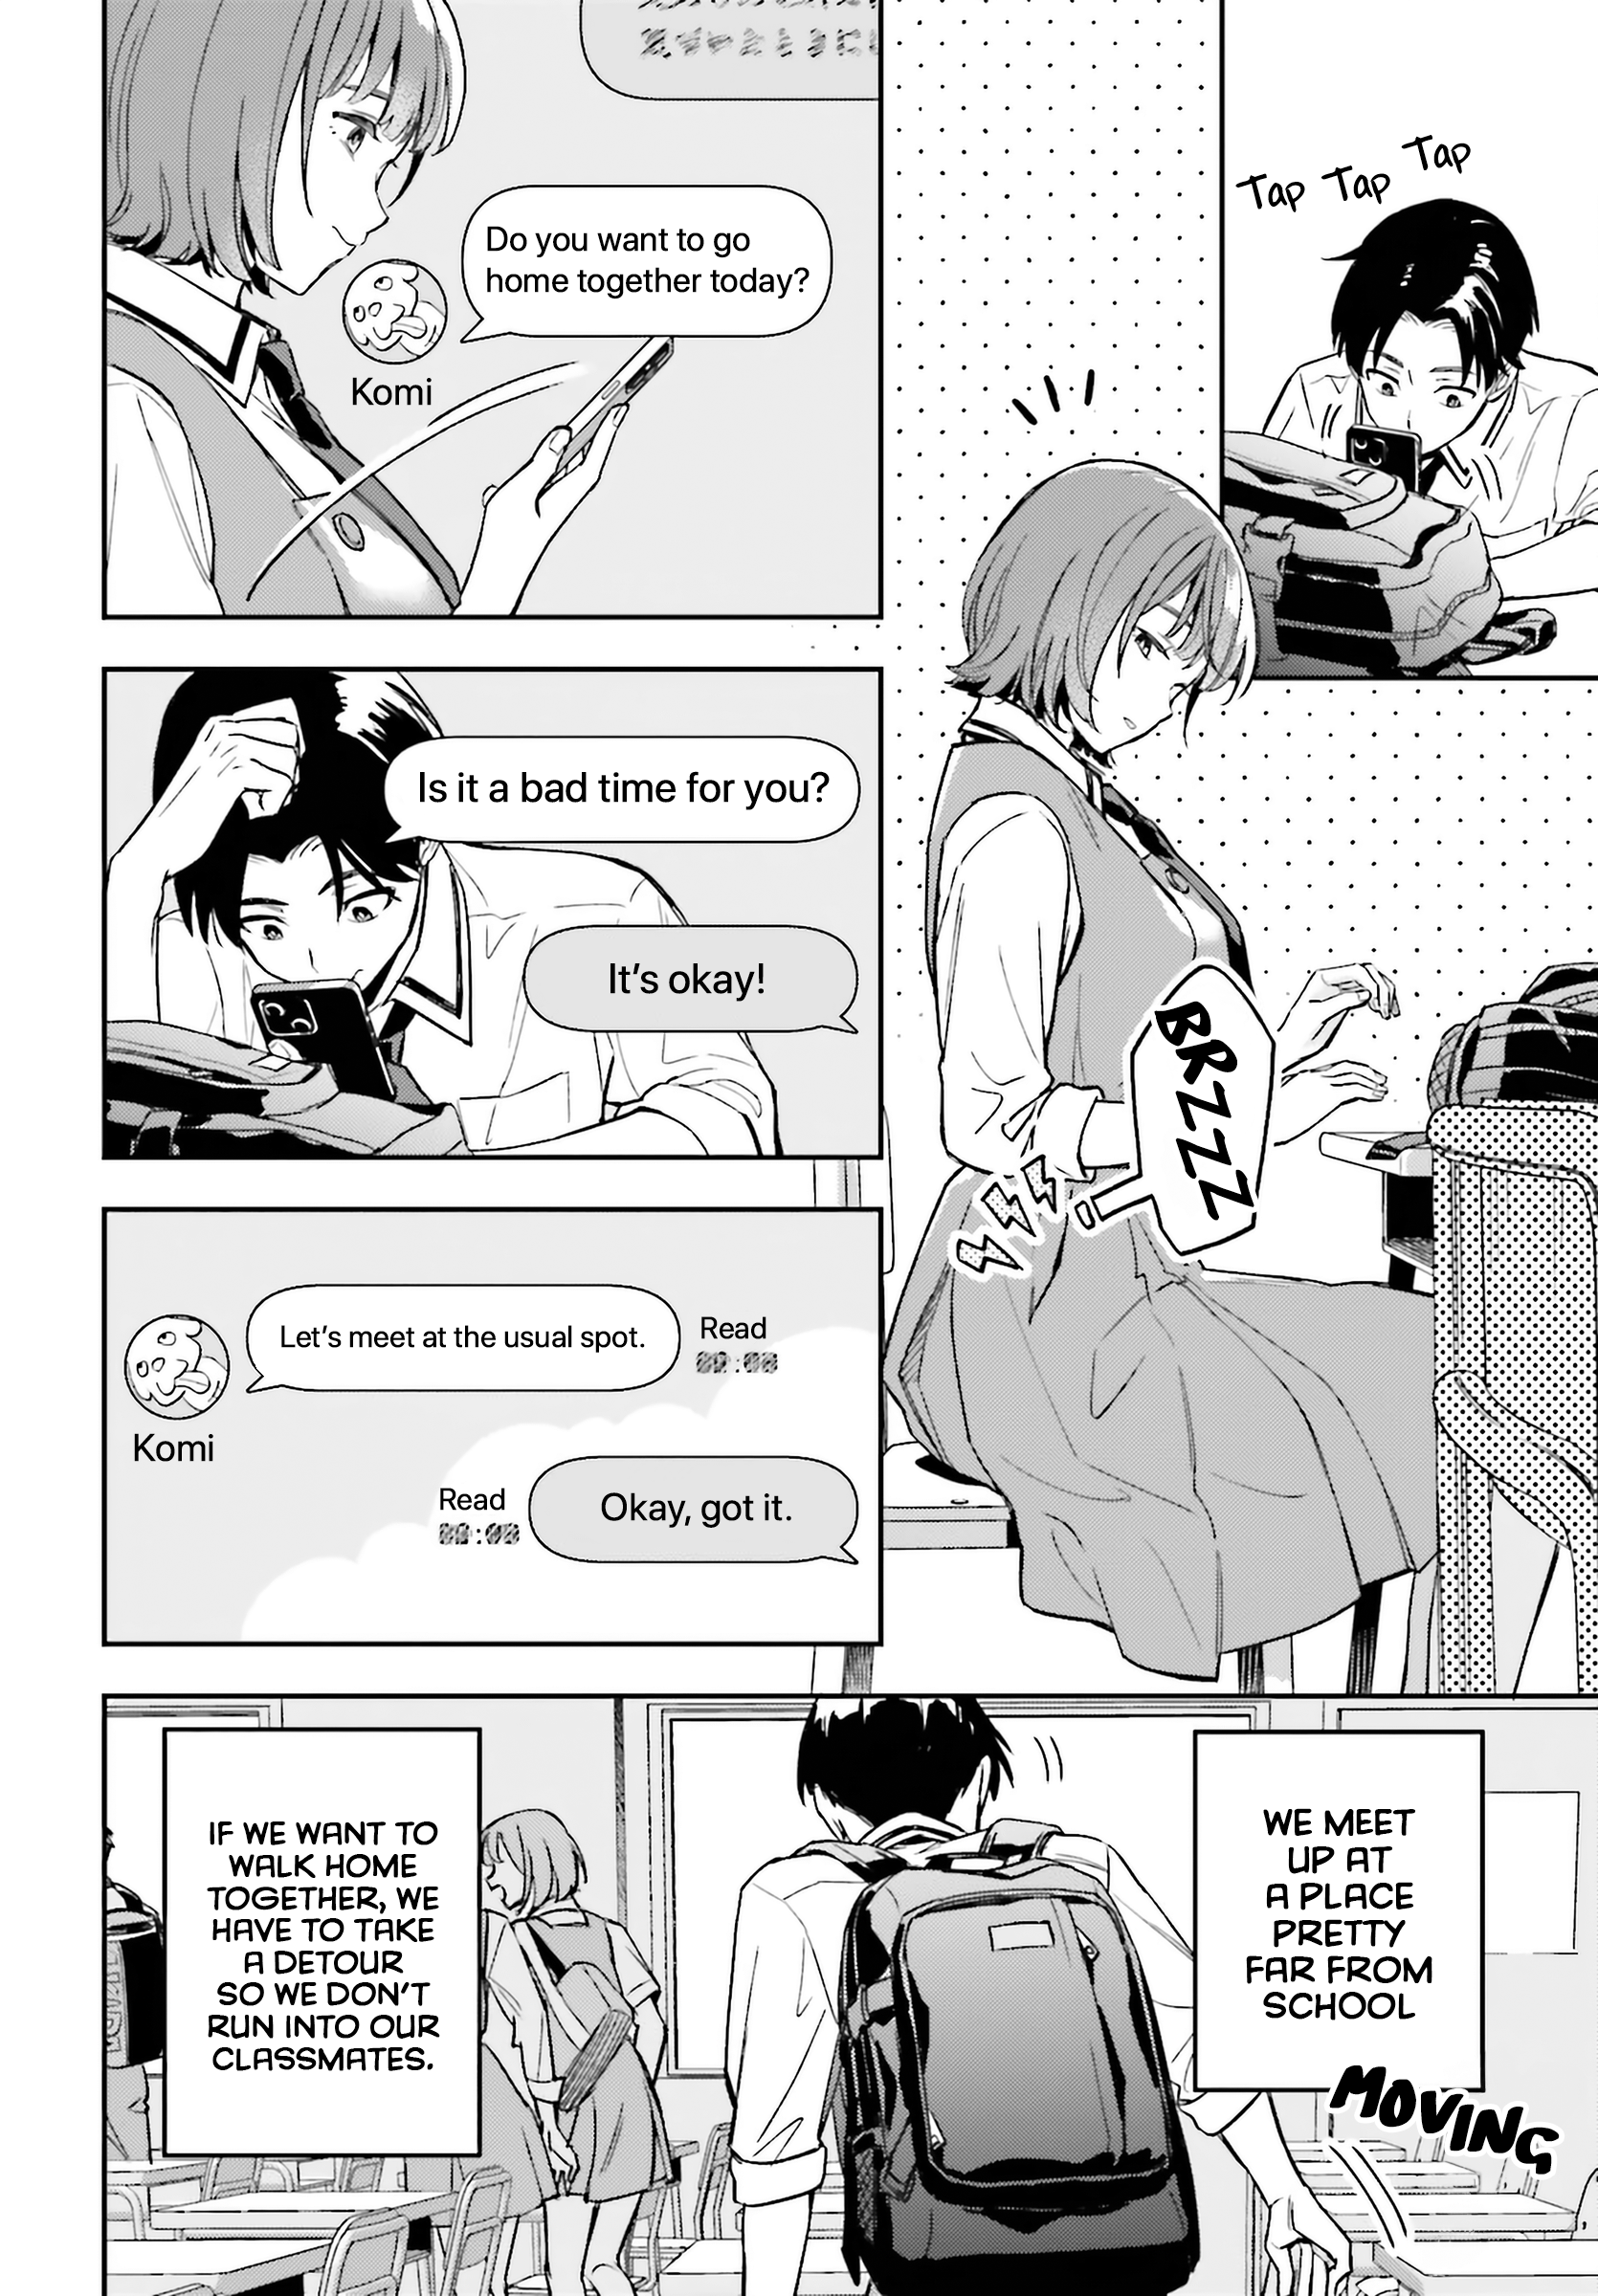 Tap Tap Tap
BRZZZ
Do you want to go
home together today?
Komi
Is it a bad time for you?
It's okay!
Let's meet at the usual spot.
Read
Komi
Read
Okay, got it.
WE MEET
UP AT
A PLACE
PRETTY
FAR FROM
SCHOOL
MOVING
IF WE WANT TO
WALK HOME
TOGETHER, WE
HAVE TO TAKE
A DETOUR
SO WE DON'T
RUN INTO OUR
CLASSMATES.